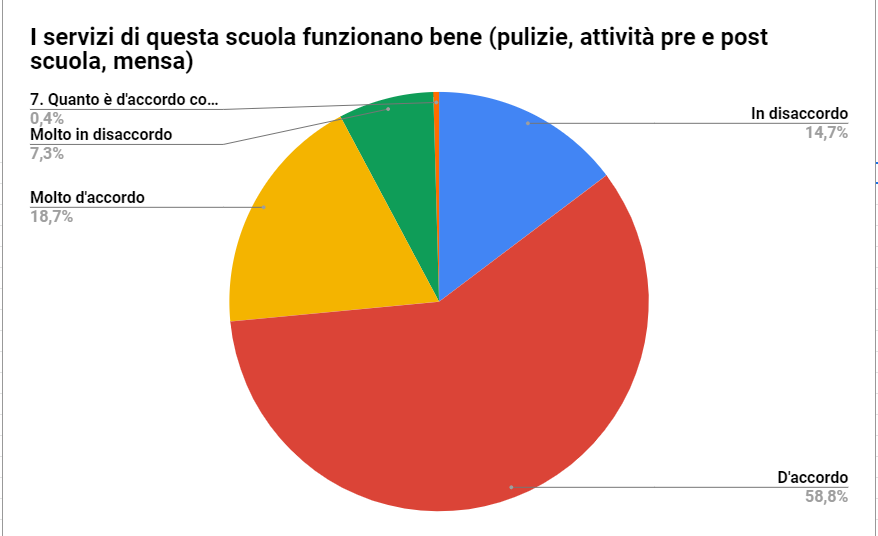 I servizi di questa scuola funzionano bene (pulizie, attività pre e post
scuola, mensa)
7. Quanto è d'accordo co...
0,4%
Molto in disaccordo
7,3%
Molto d'accordo
18,7%
In disaccordo
14,7%
D'accordo
58,8%